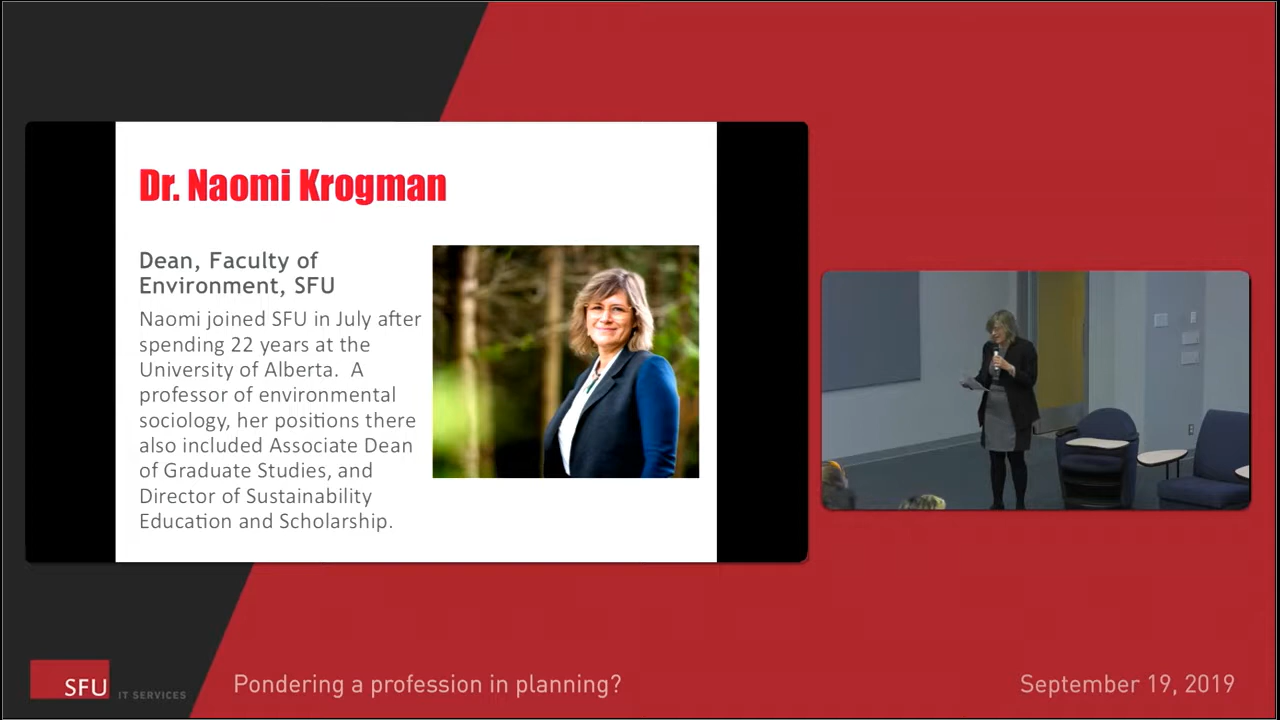 Dr. Naomi Krogman
Dean, Faculty of
Environment, SFU
Naomi joined SFU in July after
spending 22 years at the
University of Alberta.  A
professor of environmental
sociology, her positions there
also included Associate Dean
of Graduate Studies, and
Director of Sustainability
Education and Scholarship.
SFU IT SERVICES
Pondering a profession in planning?
September 19, 2019